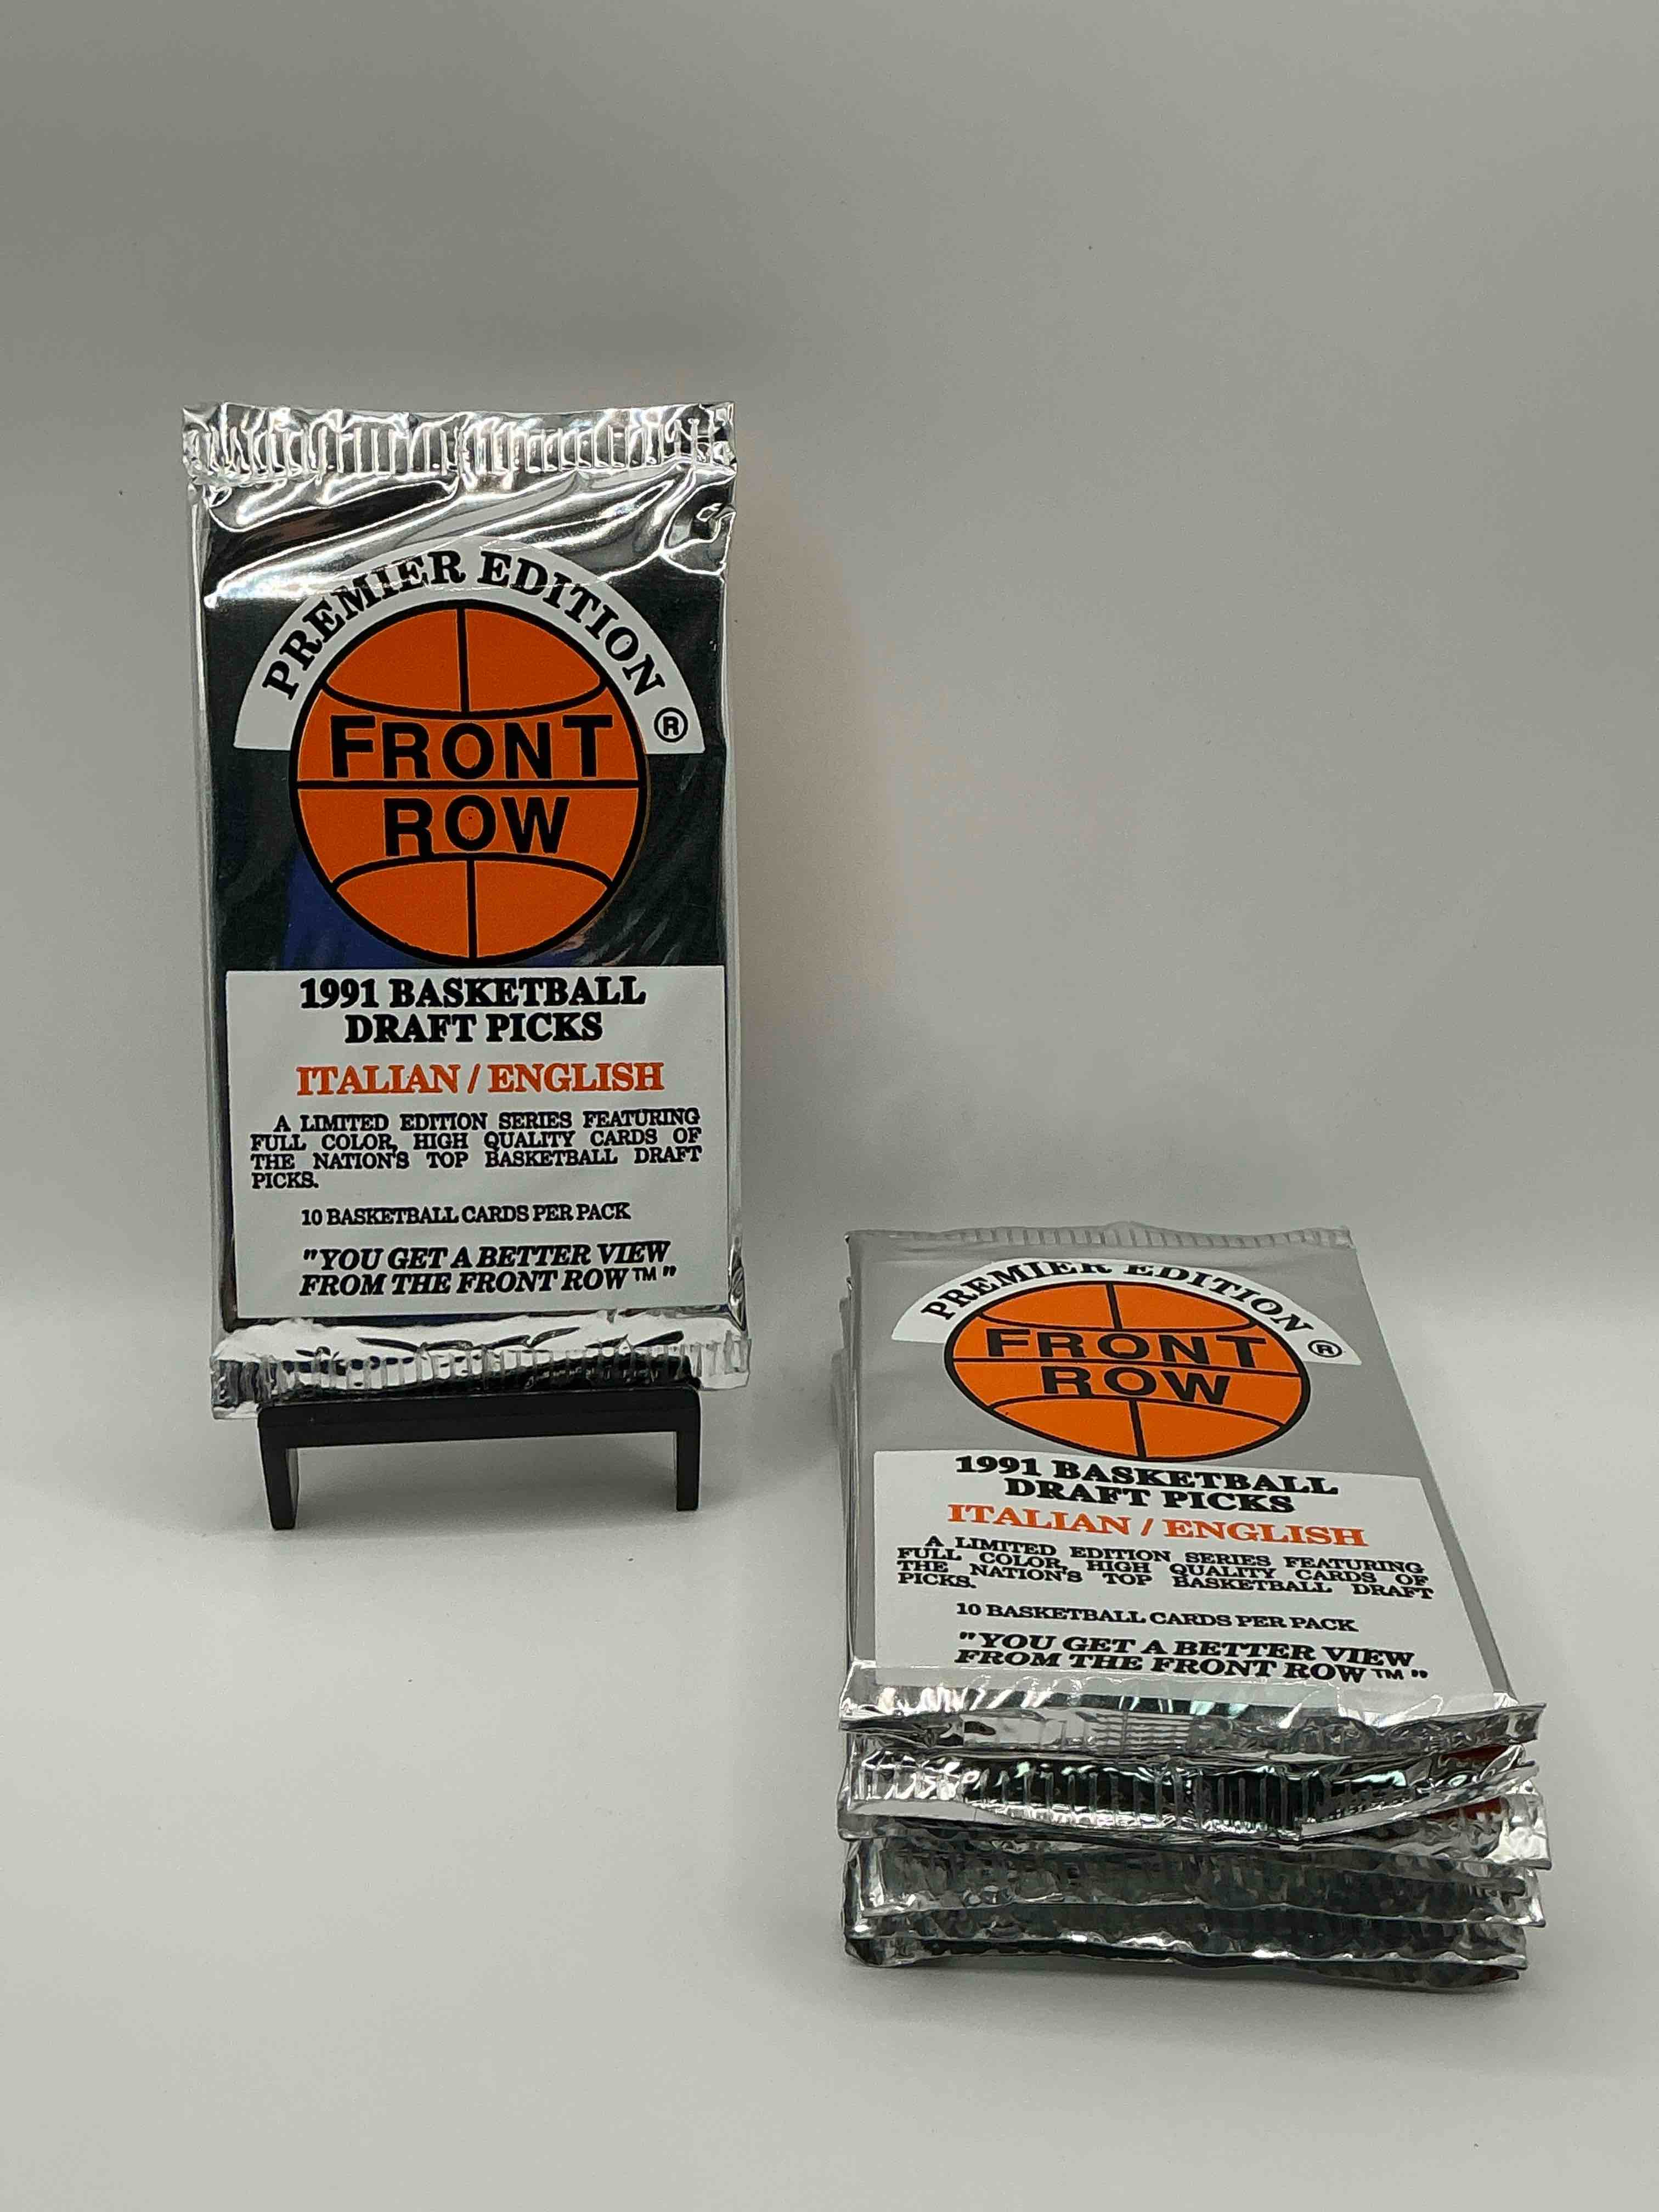 PREMIER EDITION
FRONT ®
ROW
1991 BASKETBALL
DRAFT PICKS
ITALIAN / ENGLISH
A LIMITED EDITION SERIES FEATURING
FULL COLOR, HIGH QUALITY CARDS OF
THE NATION'S TOP BASKETBALL DRAFT
PICKS.
10 BASKETBALL CARDS PER PACK
"YOU GET A BETTER VIEW
FROM THE FRONT ROW™"
PREMIER EDITION
FRONT ®
ROW
1991 BASKETBALL
DRAFT PICKS
ITALIAN / ENGLISH
A LIMITED EDITION SERIES FEATURING
FULL COLOR, HIGH QUALITY CARDS OF
THE NATION'S TOP BASKETBALL DRAFT
PICKS.
10 BASKETBALL CARDS PER PACK
"YOU GET A BETTER VIEW
FROM THE FRONT ROW™"